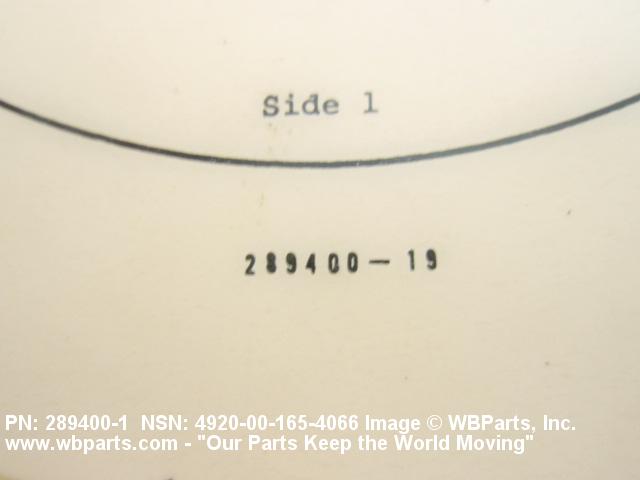 Side 1
289400-19
PN: 289400-1 NSN: 4920-00-165-4066 Image © WBParts, Inc.
www.wbparts.com - "Our Parts Keep the World Moving"